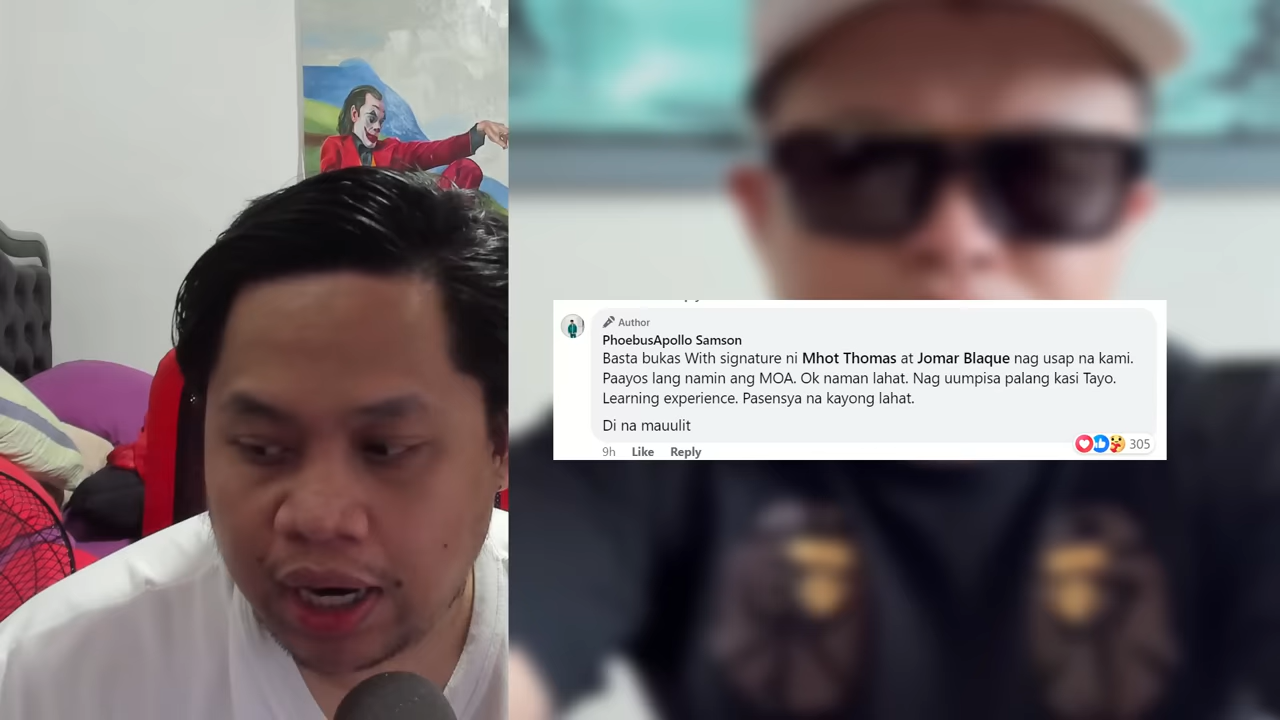 Author
PhoebusApollo Samson
Basta bukas With signature ni Mhot Thomas at Jomar Blaque nag usap na kami.
Paayos lang namin ang MOA. Ok naman lahat. Nag uumpisa palang kasi Tayo.
Learning experience. Pasensya na kayong lahat.
Di na mauulit
305
9h Like Reply